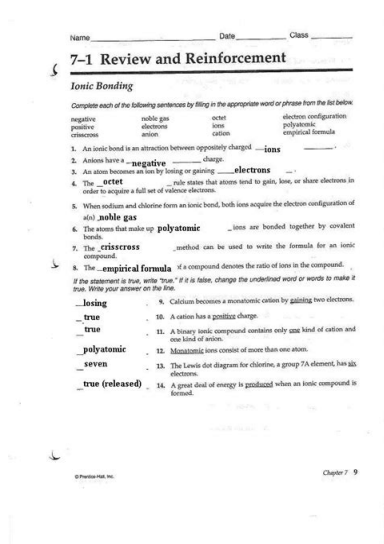 Name Date Class
7–1 Review and Reinforcement
Ionic Bonding
Complete each of the following sentences by filling in the appropriate word or phrase from the list below.
negative noble gas octet electron configuration
positive electrons ions polyatomic
crisscross anion cation empirical formula
1. An ionic bond is an attraction between oppositely charged ions .
2. Anions have a negative charge.
3. An atom becomes an ion by losing or gaining electrons .
4. The octet rule states that atoms tend to gain, lose, or share electrons in
order to acquire a full set of valence electrons.
5. When sodium and chlorine form an ionic bond, both ions acquire the electron configuration of
a(n) noble gas
6. The atoms that make up polyatomic ions are bonded together by covalent
bonds.
7. The crisscross method can be used to write the formula for an ionic
compound.
8. The empirical formula of a compound denotes the ratio of ions in the compound.
If the statement is true, write "true." If it is false, change the underlined word or words to make it
true. Write your answer on the line.
losing 9. Calcium becomes a monatomic cation by gaining two electrons.
true 10. A cation has a positive charge.
true 11. A binary ionic compound contains only one kind of cation and
one kind of anion.
polyatomic 12. Monatomic ions consist of more than one atom.
seven 13. The Lewis dot diagram for chlorine, a group 7A element, has six
electrons.
true (released) 14. A great deal of energy is produced when an ionic compound is
formed.
© Prentice-Hall, Inc. Chapter 7 9